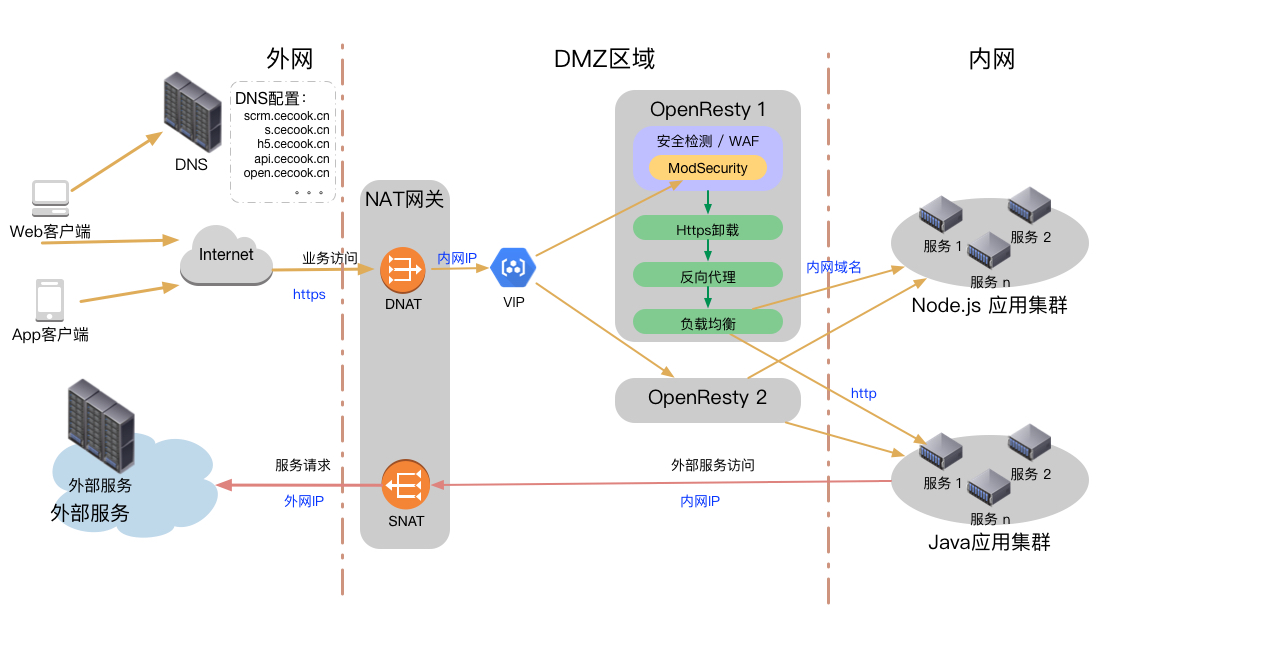 外网
DMZ区域
内网
DNS配置：
scrm.cecook.cn
s.cecook.cn
h5.cecook.cn
api.cecook.cn
open.cecook.cn
。。。
DNS
Web客户端
Internet
App客户端
业务访问
https
NAT网关
DNAT
内网IP
VIP
OpenResty 1
安全检测 / WAF
ModSecurity
Https卸载
反向代理
负载均衡
OpenResty 2
内网域名
http
服务 1
服务 2
服务 n
Node.js 应用集群
服务 1
服务 2
服务 n
Java应用集群
外部服务访问
内网IP
SNAT
服务请求
外网IP
外部服务
外部服务